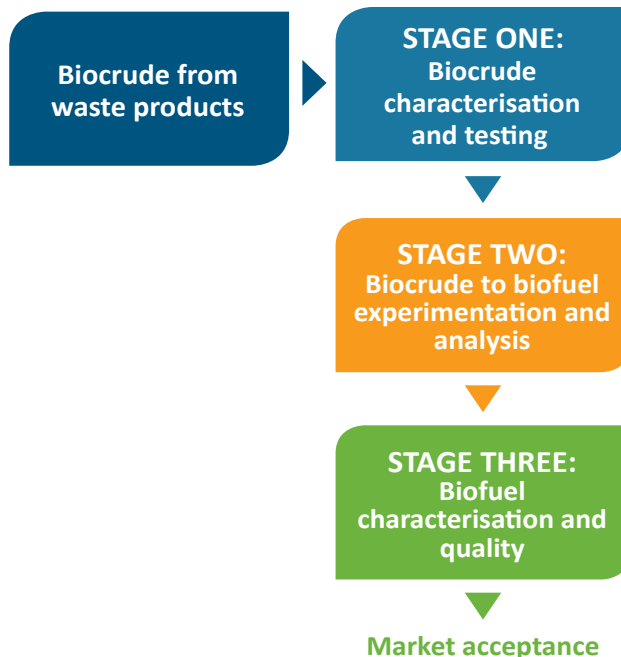 Biocrude from
waste products
STAGE ONE:
Biocrude
characterisation
and testing
STAGE TWO:
Biocrude to biofuel
experimentation and
analysis
STAGE THREE:
Biofuel
characterisation and
quality
Market acceptance